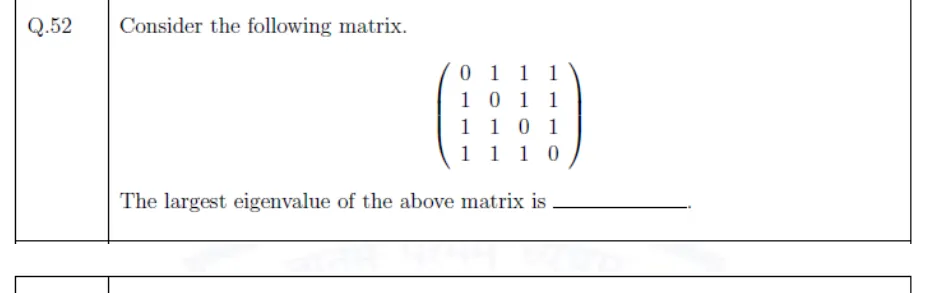 Q.52 Consider the following matrix.
0 1 1 1
1 0 1 1
1 1 0 1
1 1 1 0
The largest eigenvalue of the above matrix is ____________.